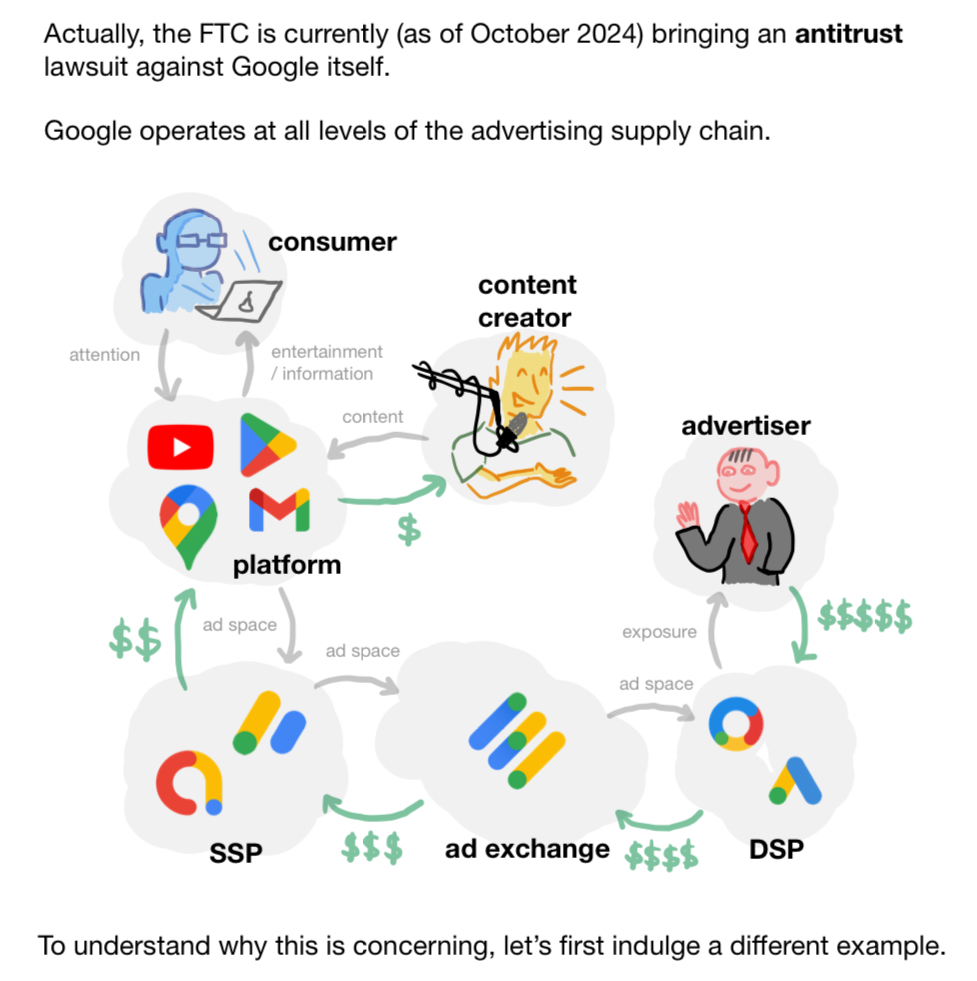 Actually, the FTC is currently (as of October 2024) bringing an antitrust
lawsuit against Google itself.
Google operates at all levels of the advertising supply chain.
consumer
content
creator
attention
entertainment
/ information
content
advertiser
$
platform
$$
ad space
ad space
exposure
$$$$$
ad space
SSP
$$$
ad exchange
$$$$
DSP
To understand why this is concerning, let’s first indulge a different example.